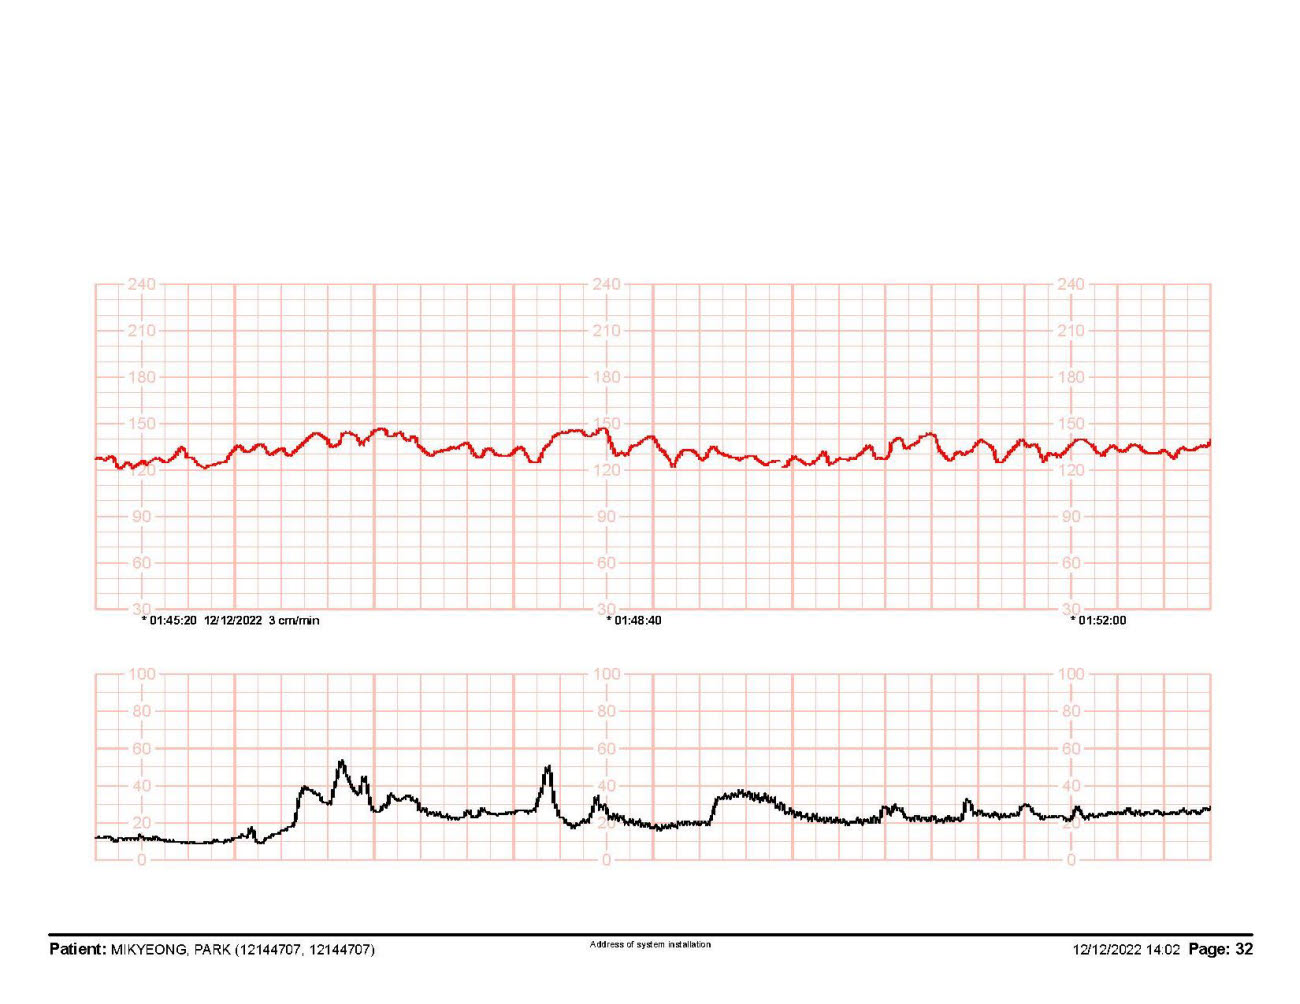 240 240 240
210 210 210
180 180 180
150 150 150
120 120 120
90 90 90
60 60 60
30 30 30
* 01:45:20 12/12/2022 3 cm/min * 01:48:40 * 01:52:00
100 100 100
80 80 80
60 60 60
40 40 40
20 20 20
0 0 0
Patient: MIKYEONG, PARK (12144707, 12144707) Address of system installation 12/12/2022 14:02 Page: 32